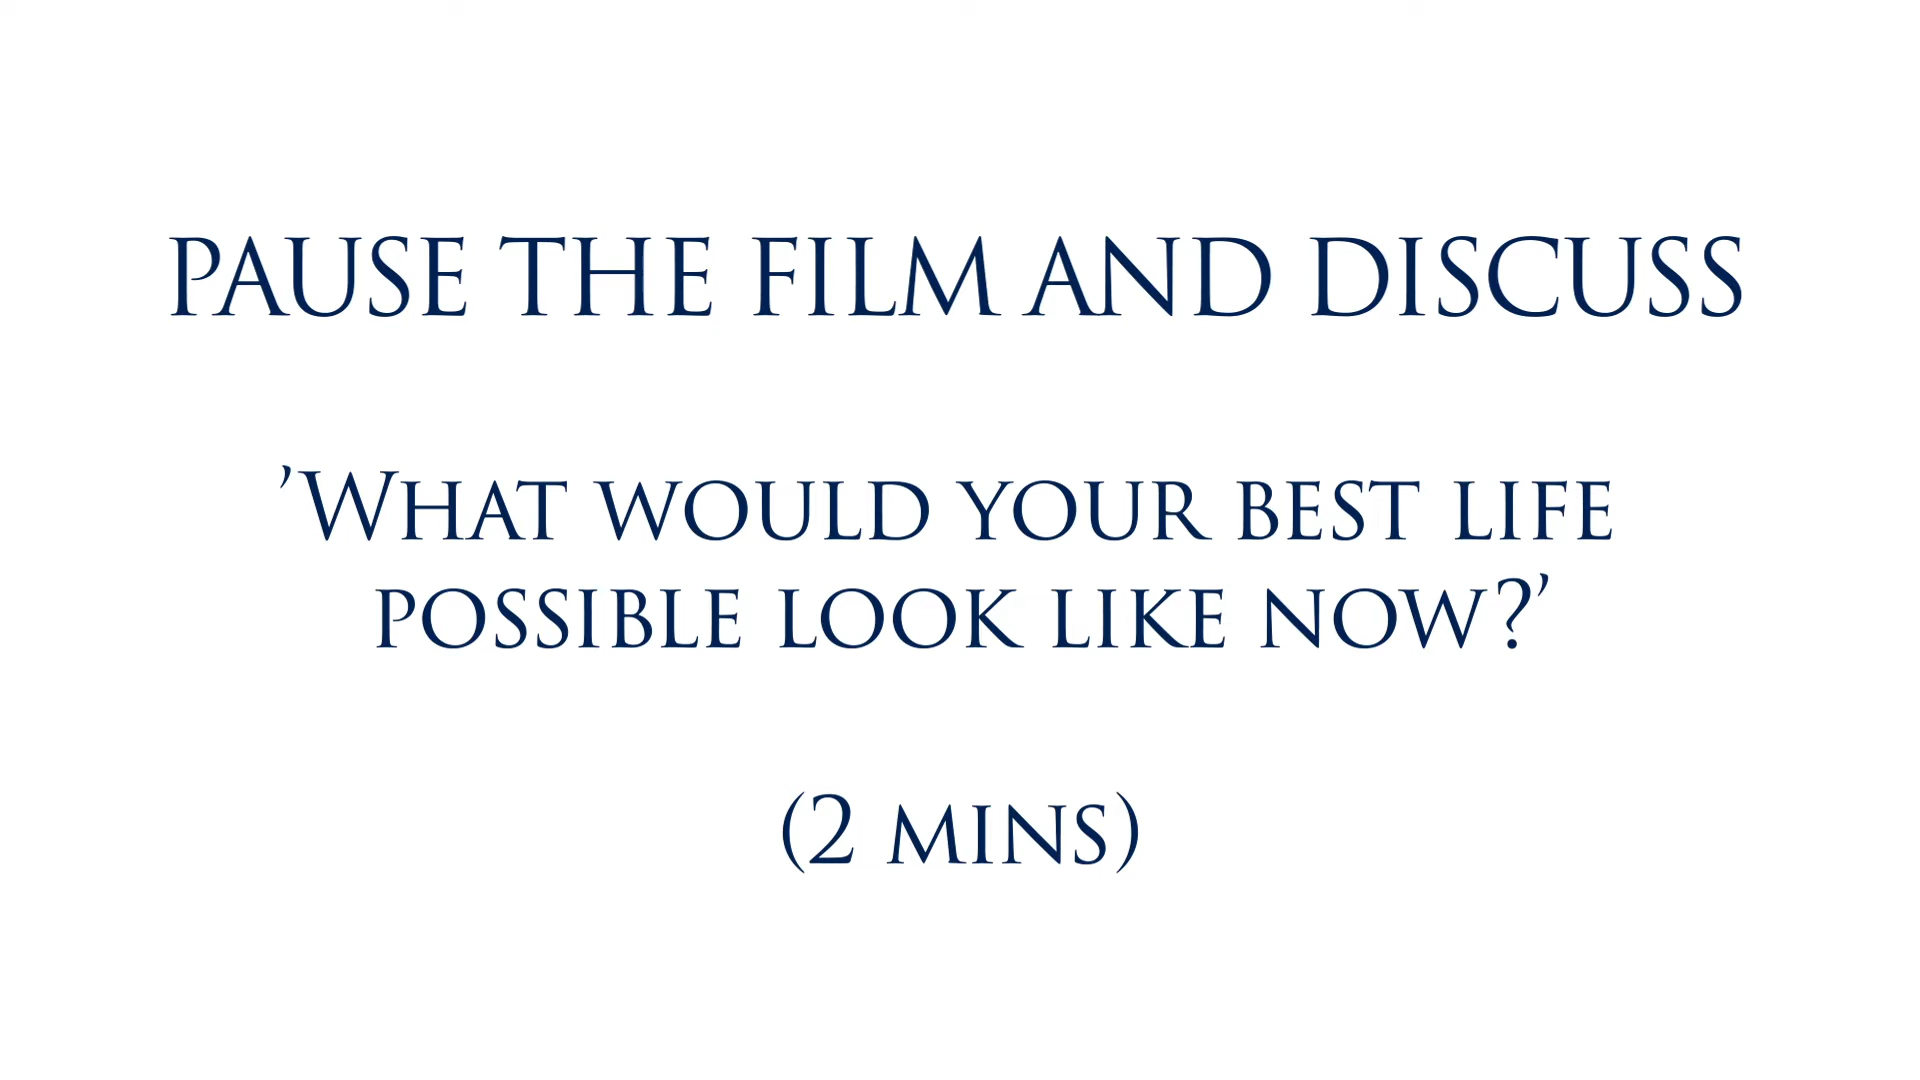 PAUSE THE FILM AND DISCUSS
’What would your best life
possible look like now?’
(2 mins)